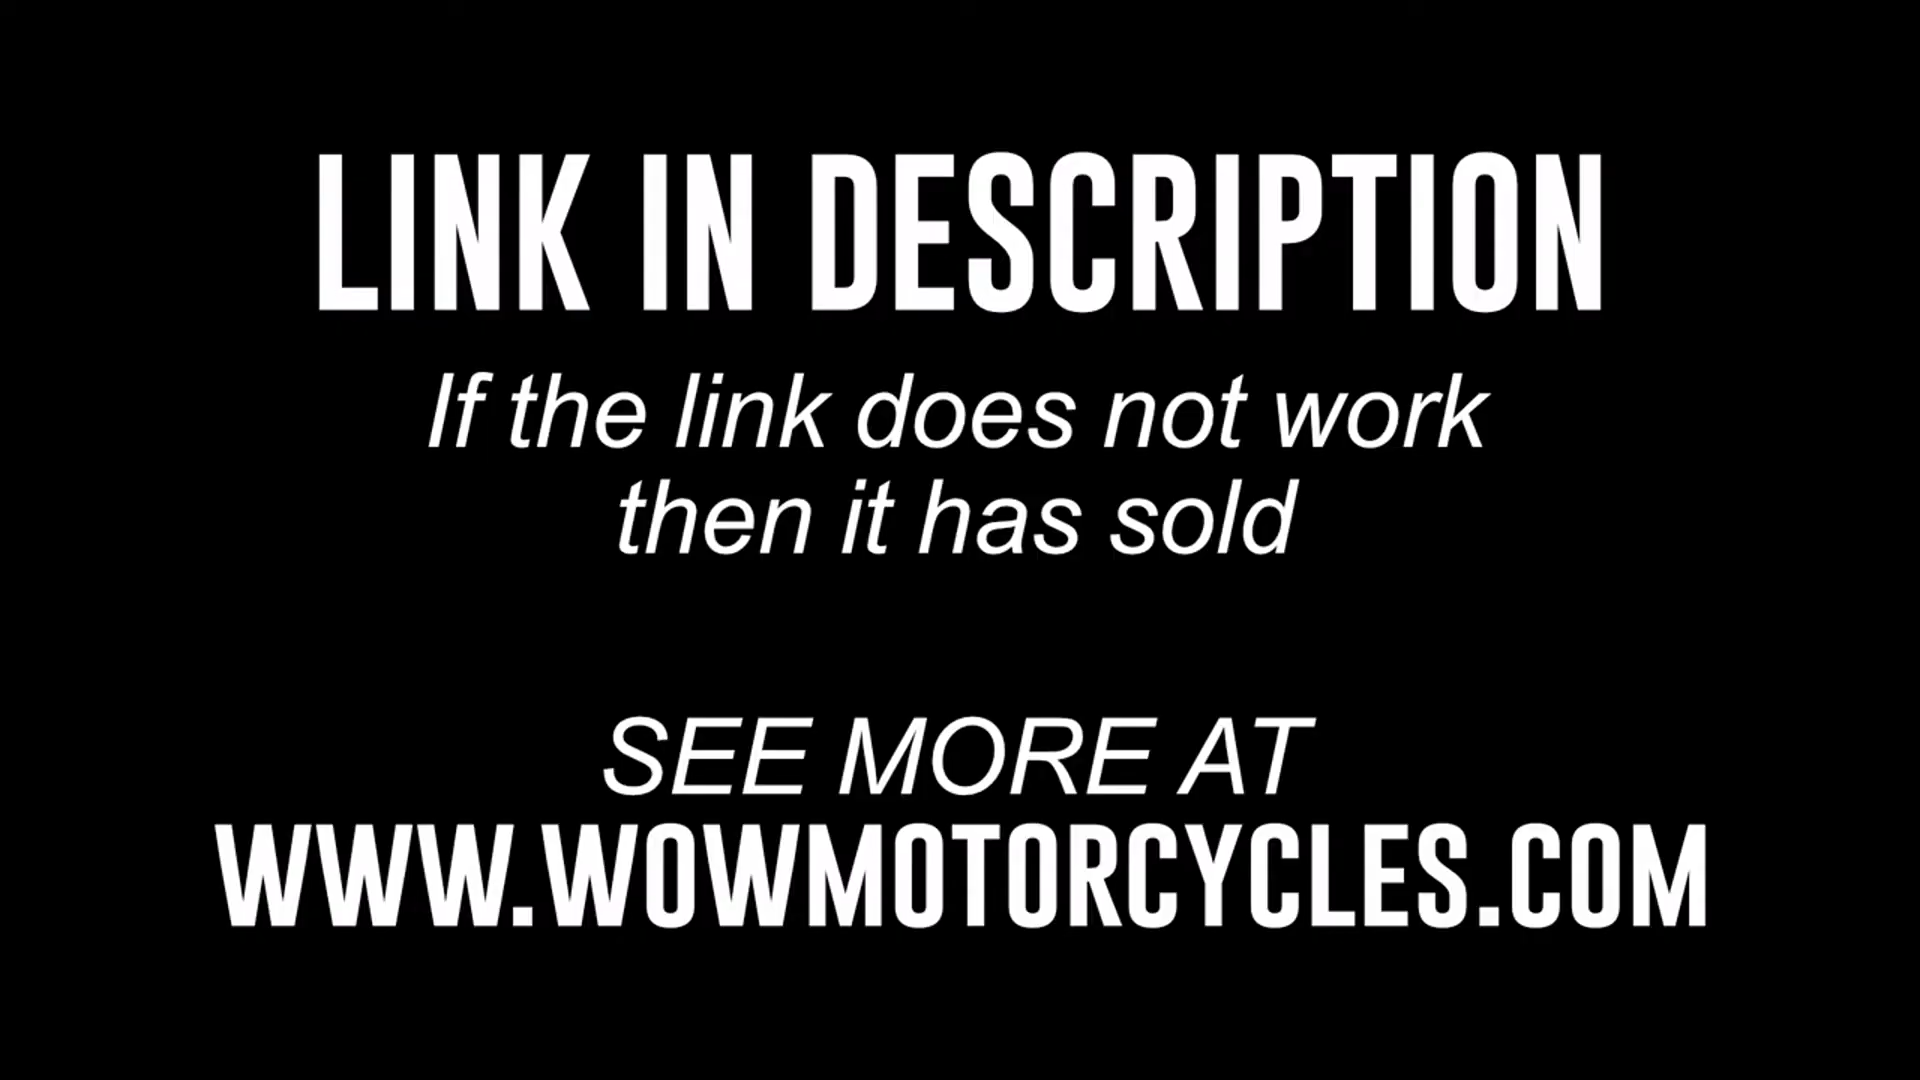 LINK IN DESCRIPTION
If the link does not work
then it has sold
SEE MORE AT
WWW.WOWMOTORCYCLES.COM